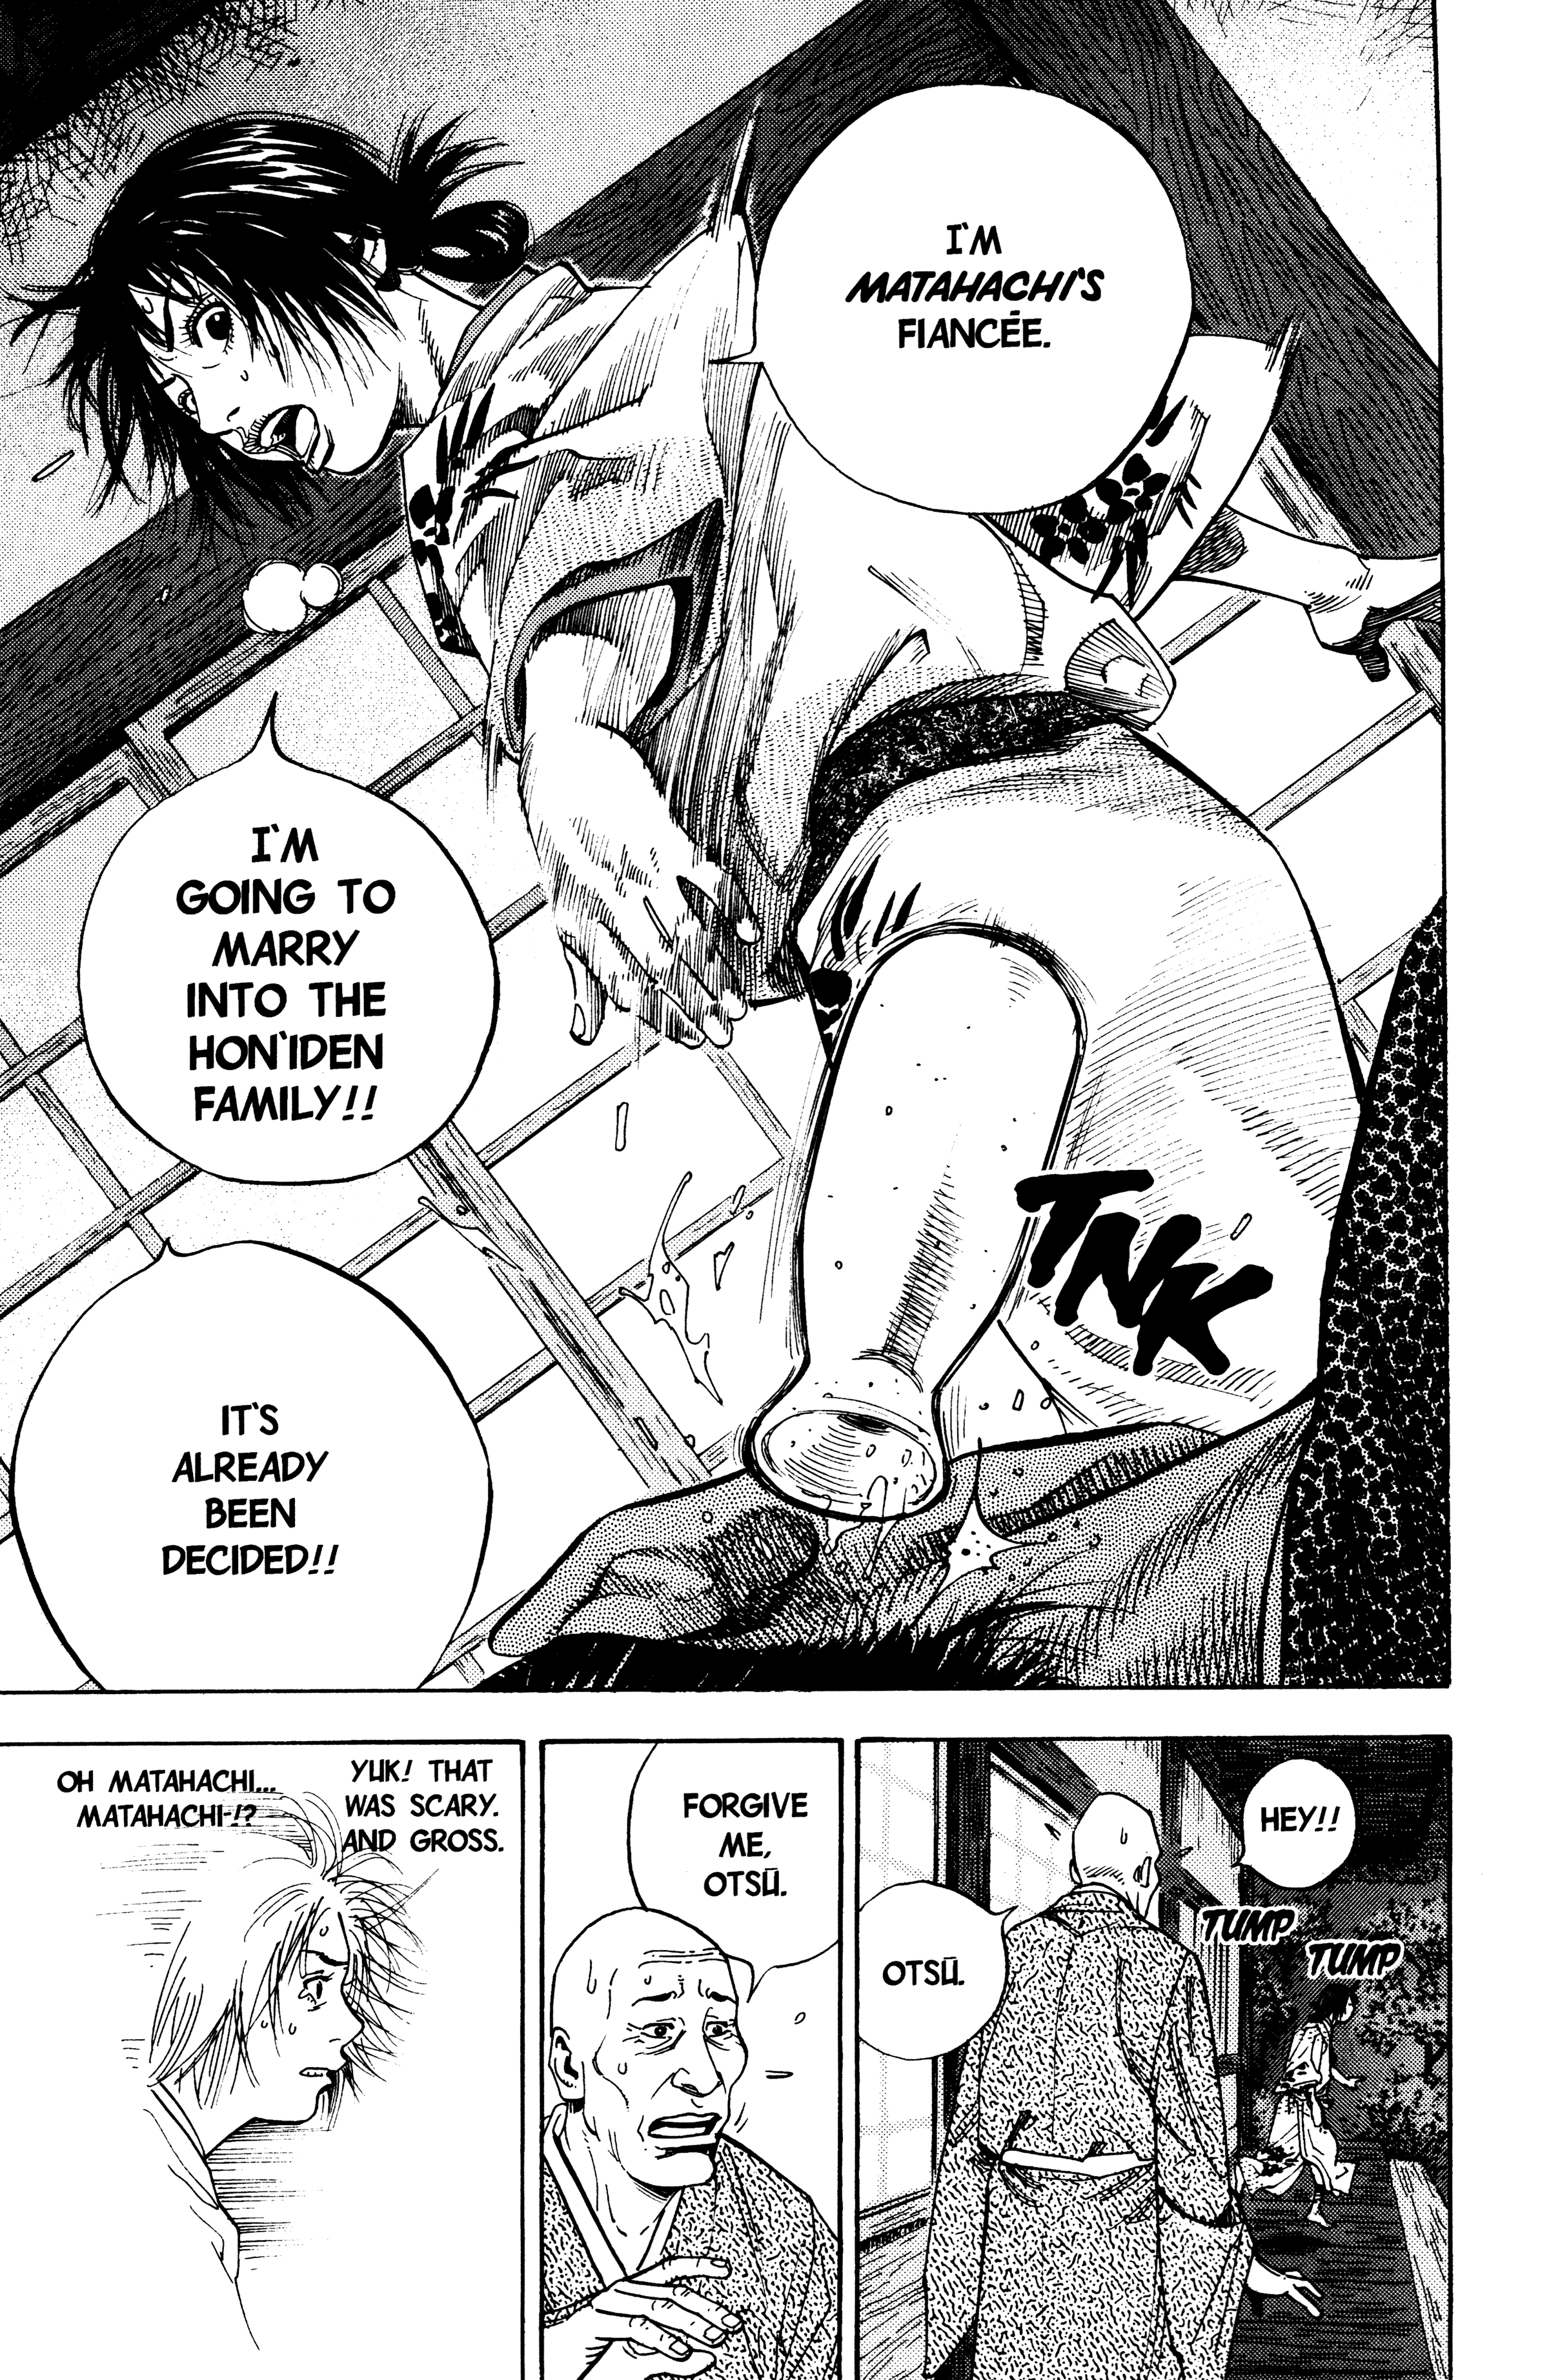 I'M
MATAHACHI'S
FIANCÉE.
I'M
GOING TO
MARRY
INTO THE
HON'IDEN
FAMILY!!
IT'S
ALREADY
BEEN
DECIDED!!
TNK
HEY!!
TUMP
TUMP
OTSŪ.
FORGIVE
ME,
OTSŪ.
YUK! THAT
WAS SCARY.
AND GROSS.
OH MATAHACHI...
MATAHACHI-!?